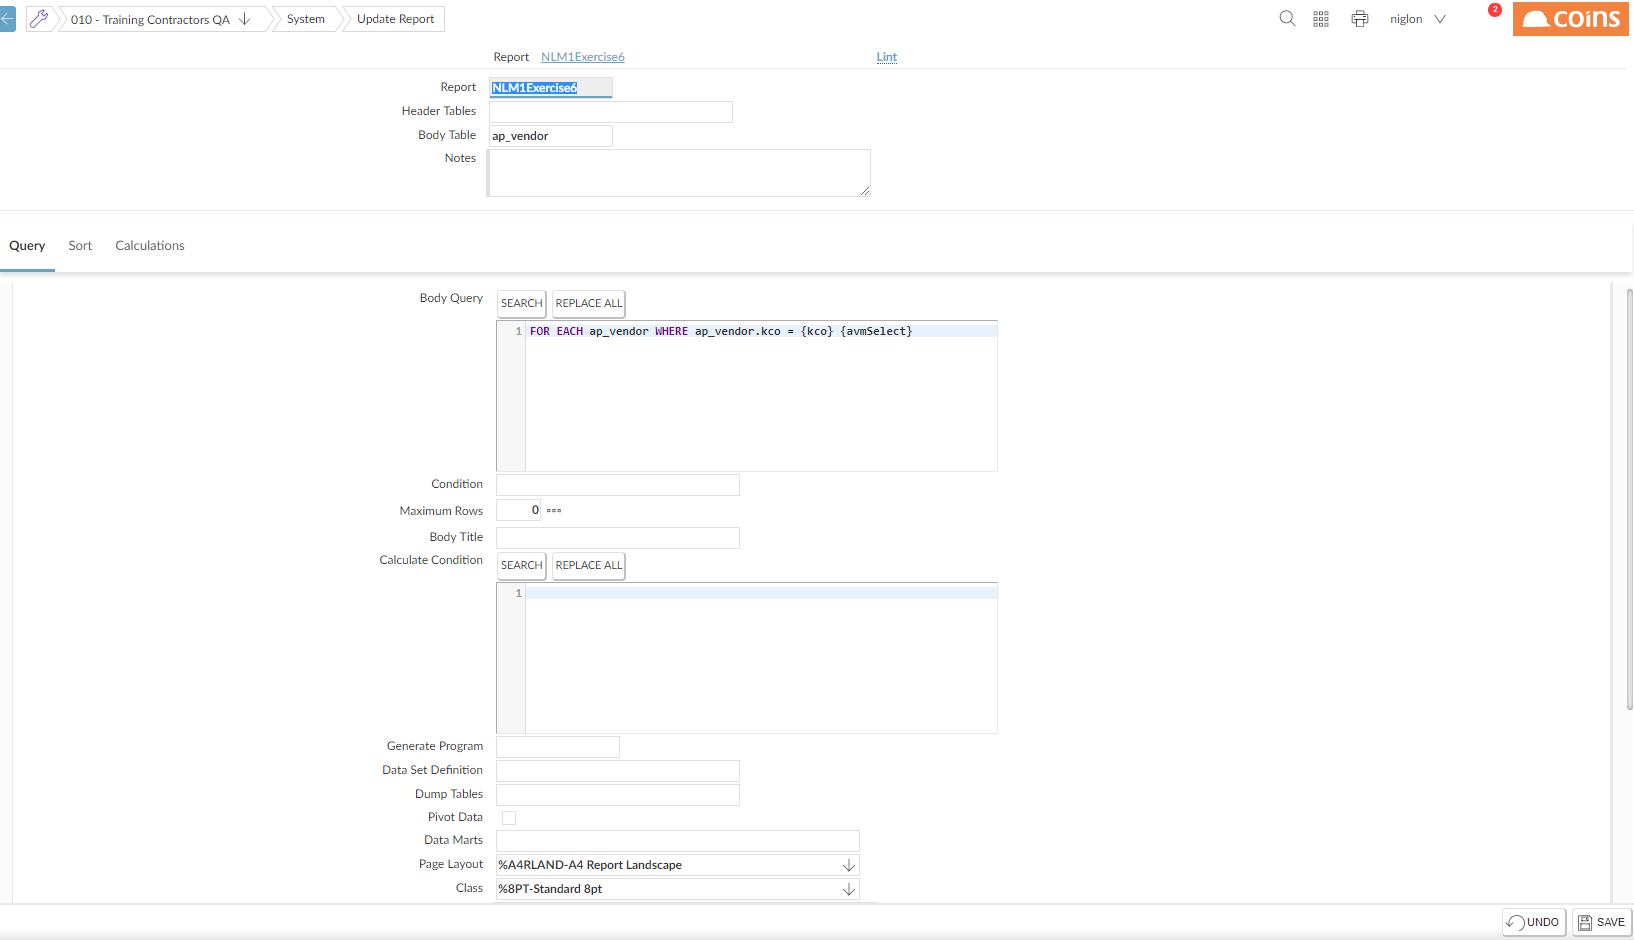 010 - Training Contractors QA
System
Update Report
niglon
2
coins
Report NLM1Exercise6
Lint
Report NLM1Exercise6
Header Tables
Body Table ap_vendor
Notes
Query Sort Calculations
Body Query SEARCH REPLACE ALL
1 FOR EACH ap_vendor WHERE ap_vendor.kco = {kco} {avmSelect}
Condition
Maximum Rows 0
Body Title
Calculate Condition SEARCH REPLACE ALL
1
Generate Program
Data Set Definition
Dump Tables
Pivot Data
Data Marts
Page Layout %A4RLAND-A4 Report Landscape
Class %8PT-Standard 8pt
UNDO SAVE